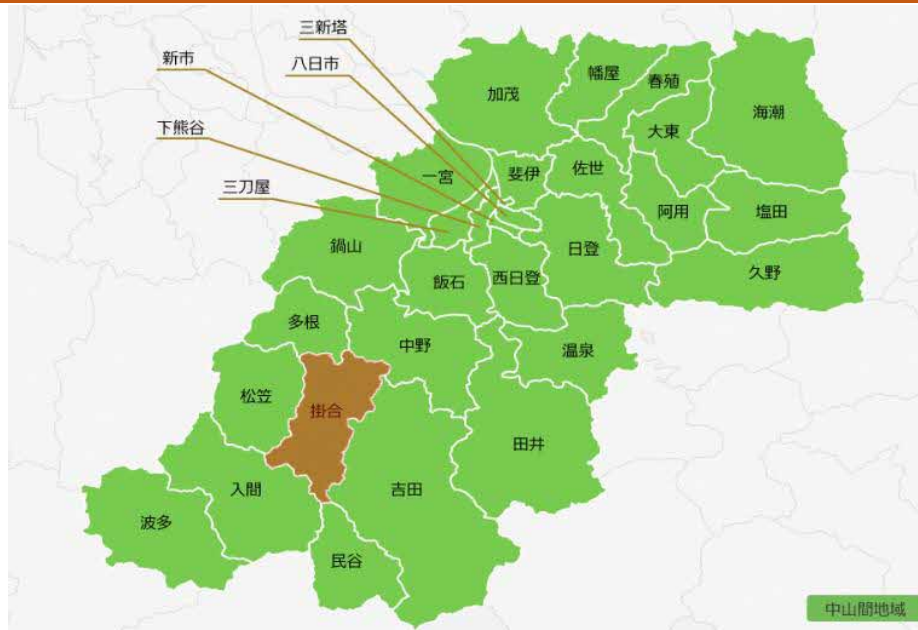 三新塔
新市
八日市
下熊谷
三刀屋
加茂
幡屋
春殖
海潮
大東
一宮
斐伊
佐世
阿用
塩田
鍋山
飯石
西日登
日登
久野
多根
中野
温泉
松笠
掛合
田井
入間
吉田
波多
民谷
中山間地域